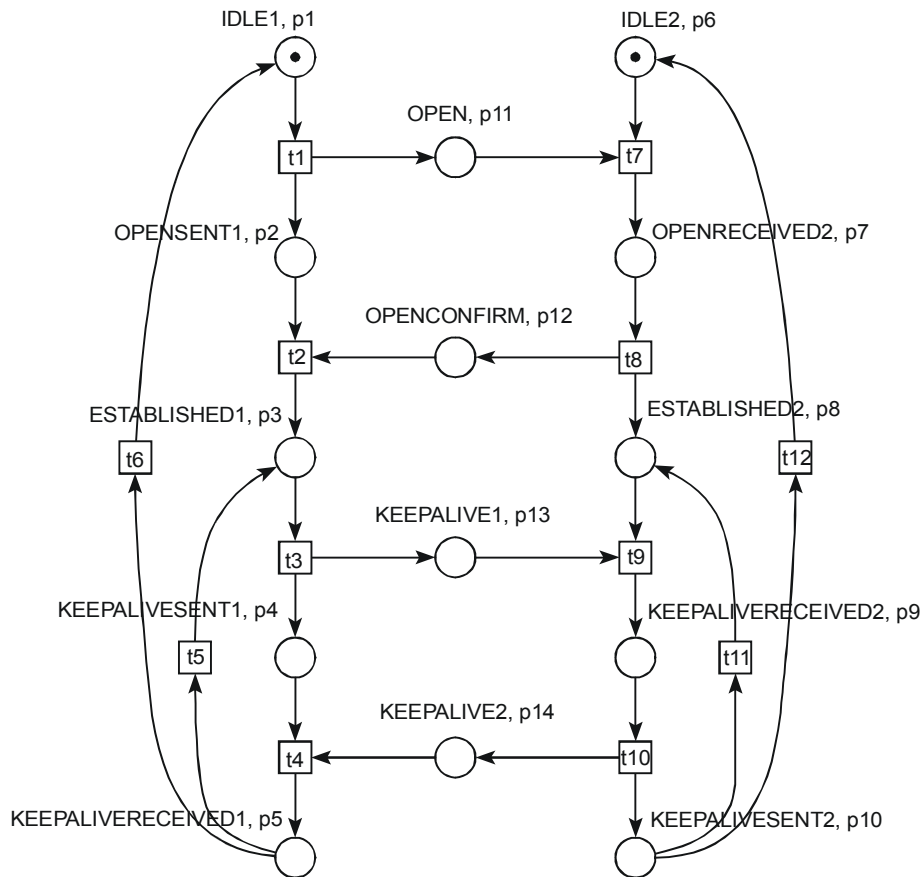 IDLE1, p1
IDLE2, p6
OPEN, p11
t1
t7
OPENSENT1, p2
OPENRECEIVED2, p7
OPENCONFIRM, p12
t2
t8
ESTABLISHED1, p3
ESTABLISHED2, p8
t6
t12
KEEPALIVE1, p13
t3
t9
KEEPALIVESENT1, p4
KEEPALIVERECEIVED2, p9
t5
t11
KEEPALIVE2, p14
t4
t10
KEEPALIVERECEIVED1, p5
KEEPALIVESENT2, p10